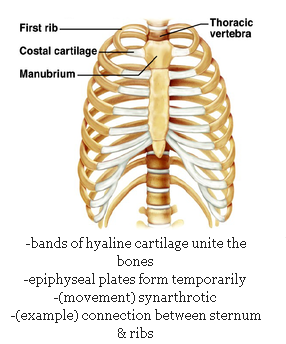 First rib
Thoracic
vertebra
Costal cartilage
Manubrium
-bands of hyaline cartilage unite the
bones
-epiphyseal plates form temporarily
-(movement) synarthrotic
-(example) connection between sternum
& ribs